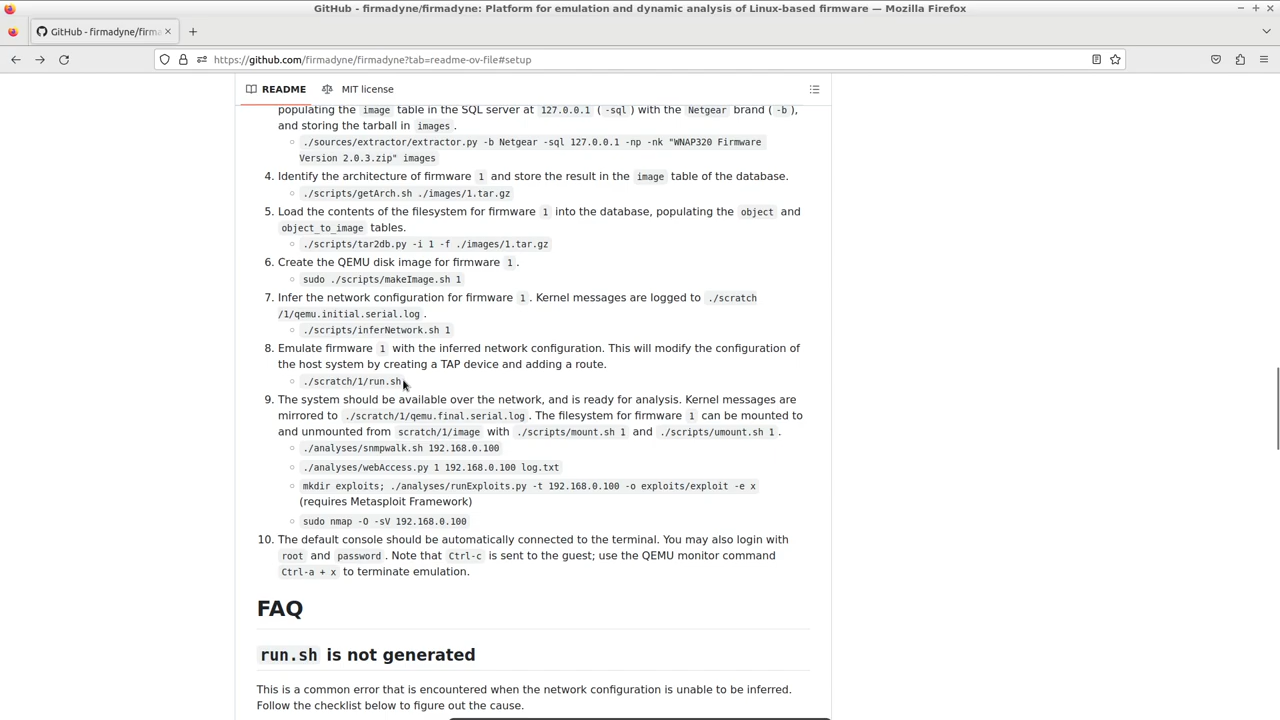 GitHub - firmadyne/firmadyne: Platform for emulation and dynamic analysis of Linux-based firmware — Mozilla Firefox
GitHub - firmadyne/firma
https://github.com/firmadyne/firmadyne?tab=readme-ov-file#setup
README MIT license
populating the image table in the SQL server at 127.0.0.1 ( -sql ) with the Netgear brand ( -b ),
and storing the tarball in images .
./sources/extractor/extractor.py -b Netgear -sql 127.0.0.1 -np -nk "WNAP320 Firmware
Version 2.0.3.zip" images
4. Identify the architecture of firmware 1 and store the result in the image table of the database.
./scripts/getArch.sh ./images/1.tar.gz
5. Load the contents of the filesystem for firmware 1 into the database, populating the object and
object_to_image tables.
./scripts/tar2db.py -i 1 -f ./images/1.tar.gz
6. Create the QEMU disk image for firmware 1 .
sudo ./scripts/makeImage.sh 1
7. Infer the network configuration for firmware 1 . Kernel messages are logged to ./scratch
/1/qemu.initial.serial.log .
./scripts/inferNetwork.sh 1
8. Emulate firmware 1 with the inferred network configuration. This will modify the configuration of
the host system by creating a TAP device and adding a route.
./scratch/1/run.sh
9. The system should be available over the network, and is ready for analysis. Kernel messages are
mirrored to ./scratch/1/qemu.final.serial.log . The filesystem for firmware 1 can be mounted to
and unmounted from scratch/1/image with ./scripts/mount.sh 1 and ./scripts/umount.sh 1 .
./analyses/snmpwalk.sh 192.168.0.100
./analyses/webAccess.py 1 192.168.0.100 log.txt
mkdir exploits; ./analyses/runExploits.py -t 192.168.0.100 -o exploits/exploit -e x
(requires Metasploit Framework)
sudo nmap -O -sV 192.168.0.100
10. The default console should be automatically connected to the terminal. You may also login with
root and password . Note that Ctrl-c is sent to the guest; use the QEMU monitor command
Ctrl-a + x to terminate emulation.
FAQ
run.sh is not generated
This is a common error that is encountered when the network configuration is unable to be inferred.
Follow the checklist below to figure out the cause.